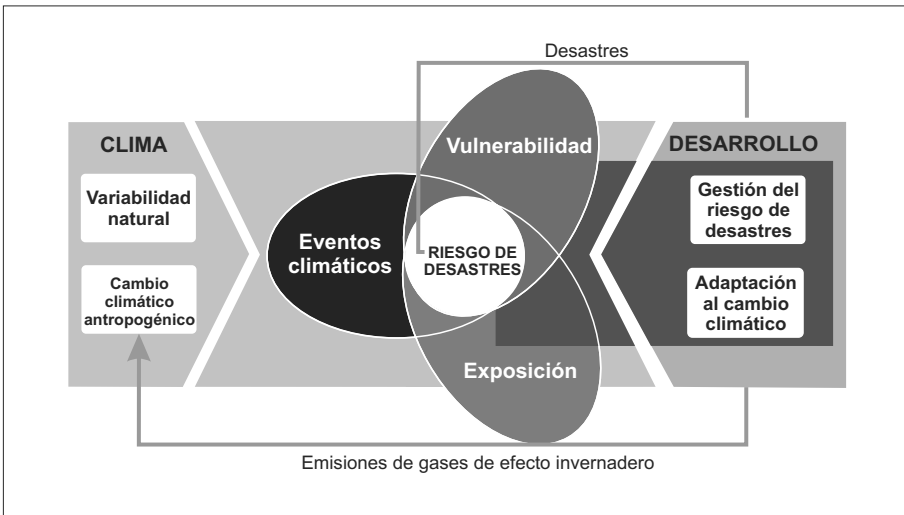 Desastres
CLIMA
Variabilidad
natural
Cambio
climático
antropogénico
Eventos
climáticos
Vulnerabilidad
RIESGO DE
DESASTRES
Exposición
DESARROLLO
Gestión del
riesgo de
desastres
Adaptación
al cambio
climático
Emisiones de gases de efecto invernadero